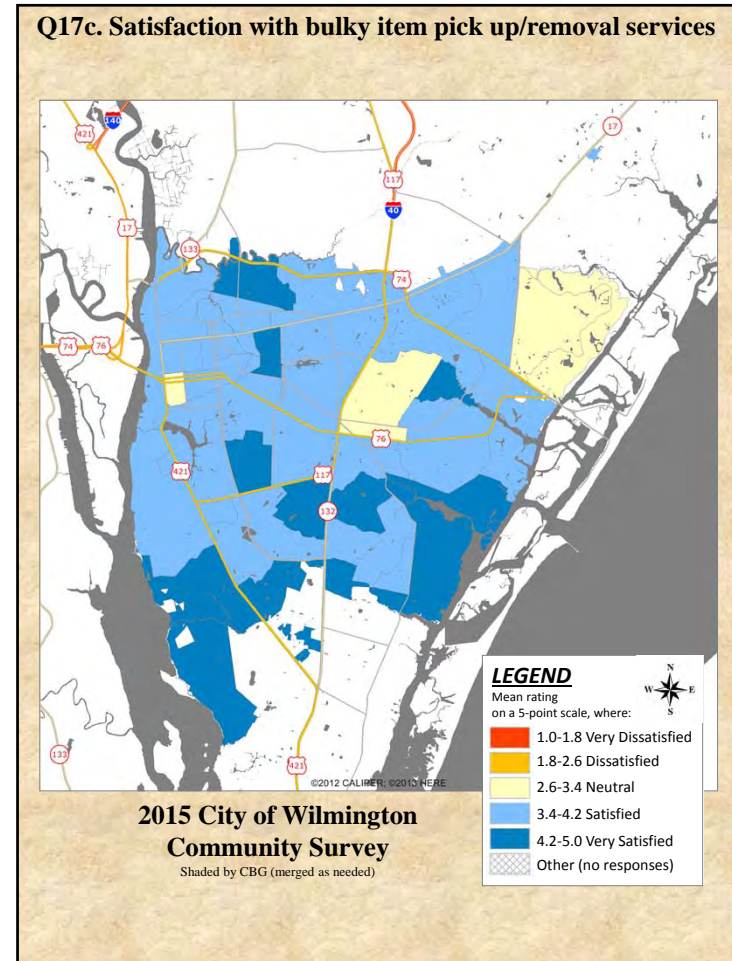 Q17c. Satisfaction with bulky item pick up/removal services
140
421
17
117
17
40
133
74
74
76
76
421
117
132
133
421
©2012 CALIPER; ©2013 HERE
LEGEND
Mean rating
on a 5-point scale, where:
N
W
E
S
1.0-1.8 Very Dissatisfied
1.8-2.6 Dissatisfied
2.6-3.4 Neutral
3.4-4.2 Satisfied
4.2-5.0 Very Satisfied
Other (no responses)
2015 City of Wilmington
Community Survey
Shaded by CBG (merged as needed)